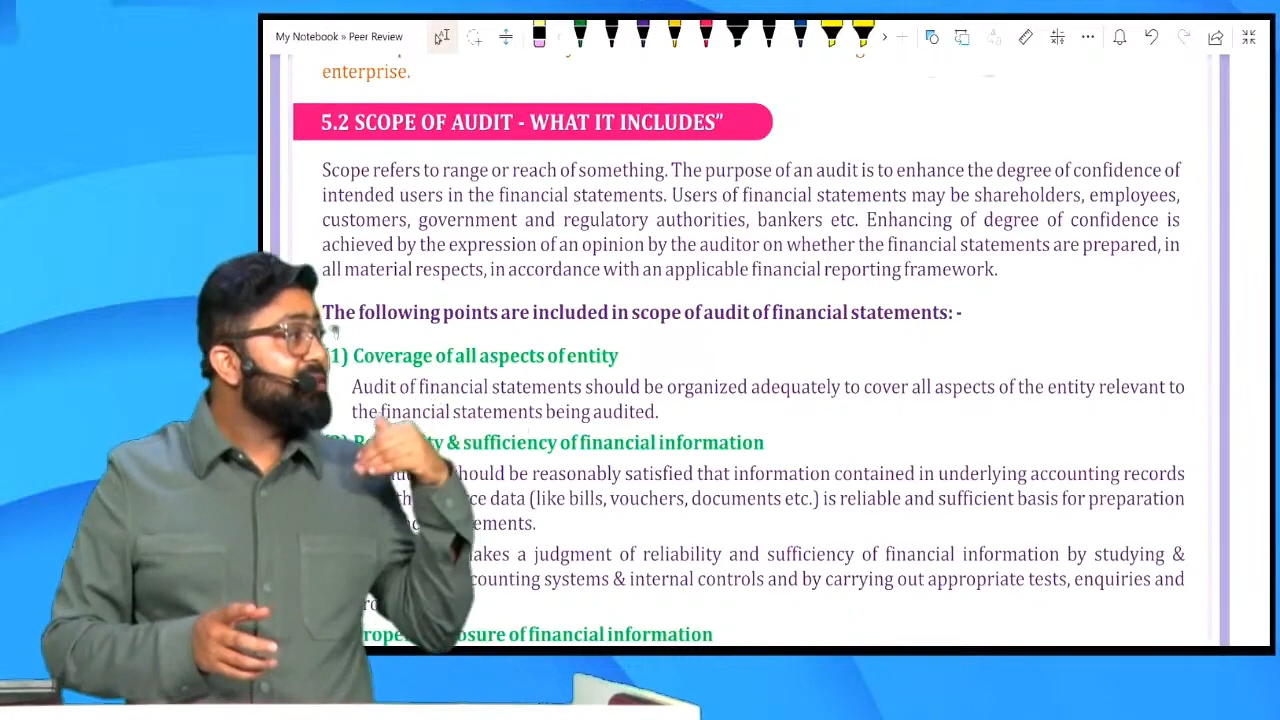 My Notebook » Peer Review
enterprise.
5.2 SCOPE OF AUDIT - WHAT IT INCLUDES”
Scope refers to range or reach of something. The purpose of an audit is to enhance the degree of confidence of
intended users in the financial statements. Users of financial statements may be shareholders, employees,
customers, government and regulatory authorities, bankers etc. Enhancing of degree of confidence is
achieved by the expression of an opinion by the auditor on whether the financial statements are prepared, in
all material respects, in accordance with an applicable financial reporting framework.
The following points are included in scope of audit of financial statements: -
1) Coverage of all aspects of entity
Audit of financial statements should be organized adequately to cover all aspects of the entity relevant to
the financial statements being audited.
& sufficiency of financial information
should be reasonably satisfied that information contained in underlying accounting records
data (like bills, vouchers, documents etc.) is reliable and sufficient basis for preparation
a judgment of reliability and sufficiency of financial information by studying &
systems & internal controls and by carrying out appropriate tests, enquiries and
of financial information